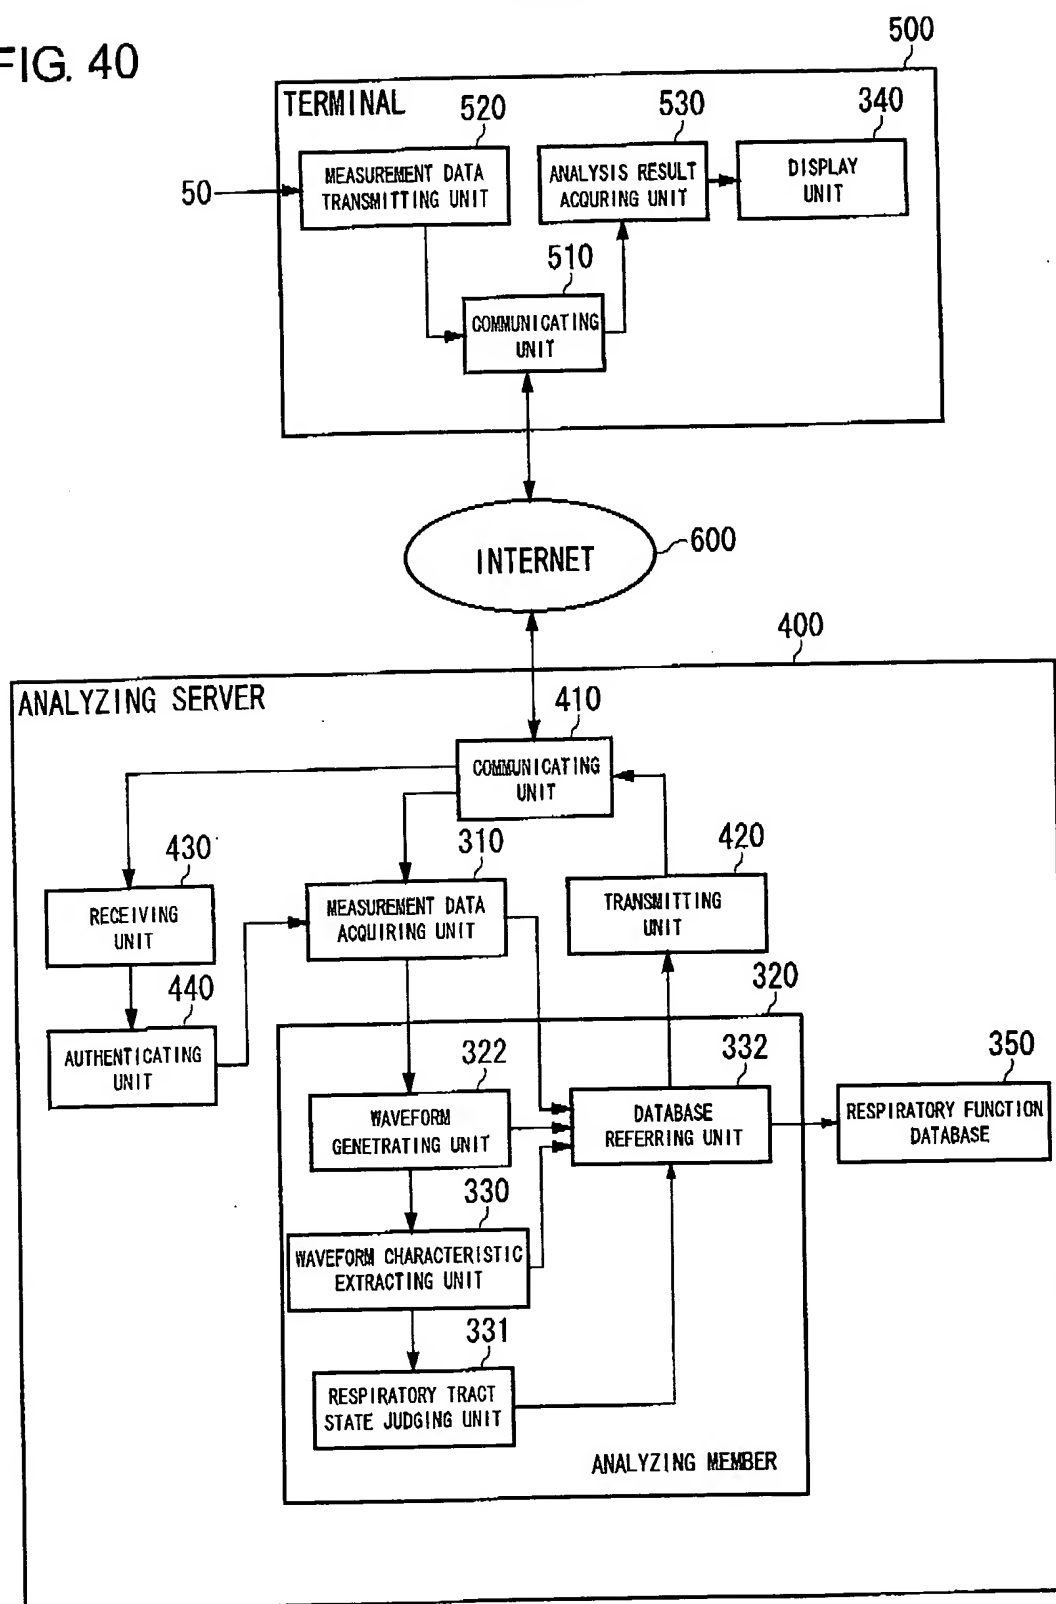 FIG. 40
500
TERMINAL
520
530
340
50
MEASUREMENT DATA
TRANSMITTING UNIT
ANALYSIS RESULT
ACQURING UNIT
DISPLAY
UNIT
510
COMMUNICATING
UNIT
INTERNET
600
400
ANALYZING SERVER
410
COMMUNICATING
UNIT
430
310
420
RECEIVING
UNIT
MEASUREMENT DATA
ACQUIRING UNIT
TRANSMITTING
UNIT
440
320
AUTHENTICATING
UNIT
322
332
350
WAVEFORM
GENETRATING UNIT
DATABASE
REFERRING UNIT
RESPIRATORY FUNCTION
DATABASE
330
WAVEFORM CHARACTERISTIC
EXTRACTING UNIT
331
RESPIRATORY TRACT
STATE JUDGING UNIT
ANALYZING MEMBER